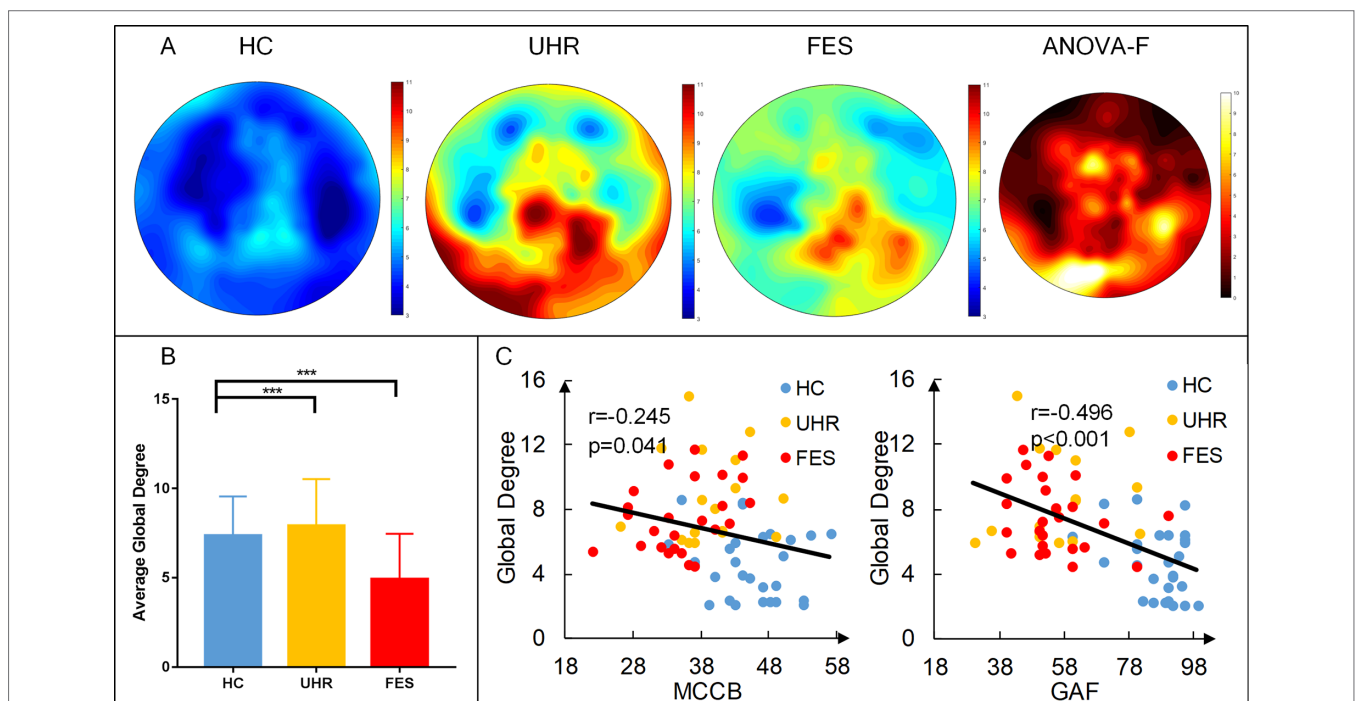 A HC UHR FES ANOVA-F
11
10
9
8
7
6
5
4
3
11
10
9
8
7
6
5
4
3
11
10
9
8
7
6
5
4
3
10
9
8
7
6
5
4
3
2
1
0
B
***
***
Average Global Degree
15
10
5
0
HC UHR FES
C
Global Degree
16
12
8
4
0
r=-0.245
p=0.041
HC
UHR
FES
18 28 38 48 58
MCCB
Global Degree
16
12
8
4
0
r=-0.496
p<0.001
HC
UHR
FES
18 38 58 78 98
GAF